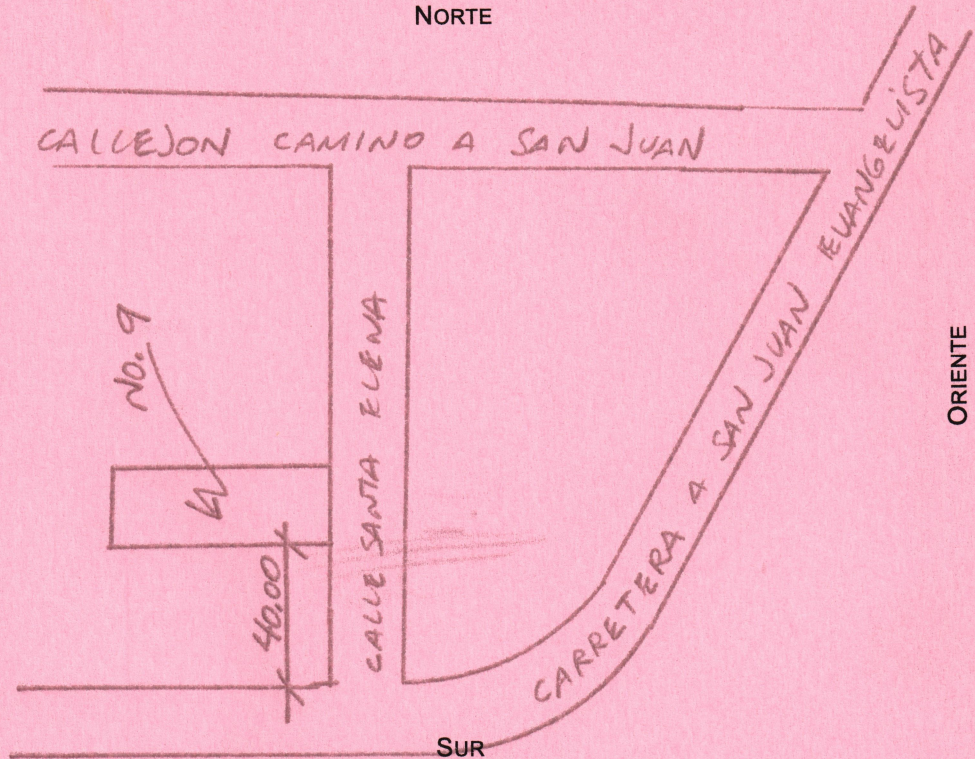 NORTE
CALLEJON CAMINO A SAN JUAN
No. 9
40.00
CALLE SANTA ELENA
CARRETERA A SAN JUAN EVANGELISTA
ORIENTE
SUR